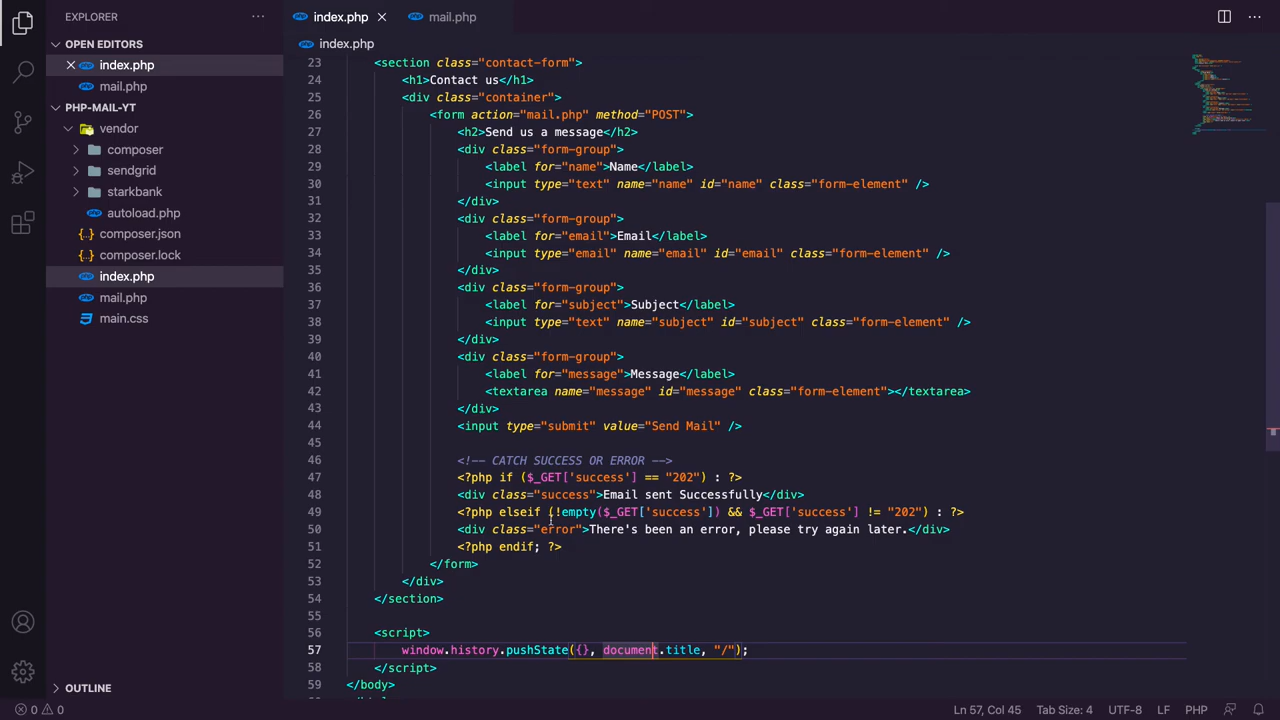 EXPLORER
OPEN EDITORS
index.php
mail.php
PHP-MAIL-YT
vendor
composer
sendgrid
starkbank
autoload.php
composer.json
composer.lock
index.php
mail.php
main.css
OUTLINE
index.php
mail.php
index.php
23 <section class="contact-form">
24 <h1>Contact us</h1>
25 <div class="container">
26 <form action="mail.php" method="POST">
27 <h2>Send us a message</h2>
28 <div class="form-group">
29 <label for="name">Name</label>
30 <input type="text" name="name" id="name" class="form-element" />
31 </div>
32 <div class="form-group">
33 <label for="email">Email</label>
34 <input type="email" name="email" id="email" class="form-element" />
35 </div>
36 <div class="form-group">
37 <label for="subject">Subject</label>
38 <input type="text" name="subject" id="subject" class="form-element" />
39 </div>
40 <div class="form-group">
41 <label for="message">Message</label>
42 <textarea name="message" id="message" class="form-element"></textarea>
43 </div>
44 <input type="submit" value="Send Mail" />
45
46 <!-- CATCH SUCCESS OR ERROR -->
47 <?php if ($_GET['success'] == "202") : ?>
48 <div class="success">Email sent Successfully</div>
49 <?php elseif (!empty($_GET['success']) && $_GET['success'] != "202") : ?>
50 <div class="error">There's been an error, please try again later.</div>
51 <?php endif; ?>
52 </form>
53 </div>
54 </section>
55
56 <script>
57 window.history.pushState({}, document.title, "/");
58 </script>
59 </body>
0 0
Ln 57, Col 45 Tab Size: 4 UTF-8 LF PHP